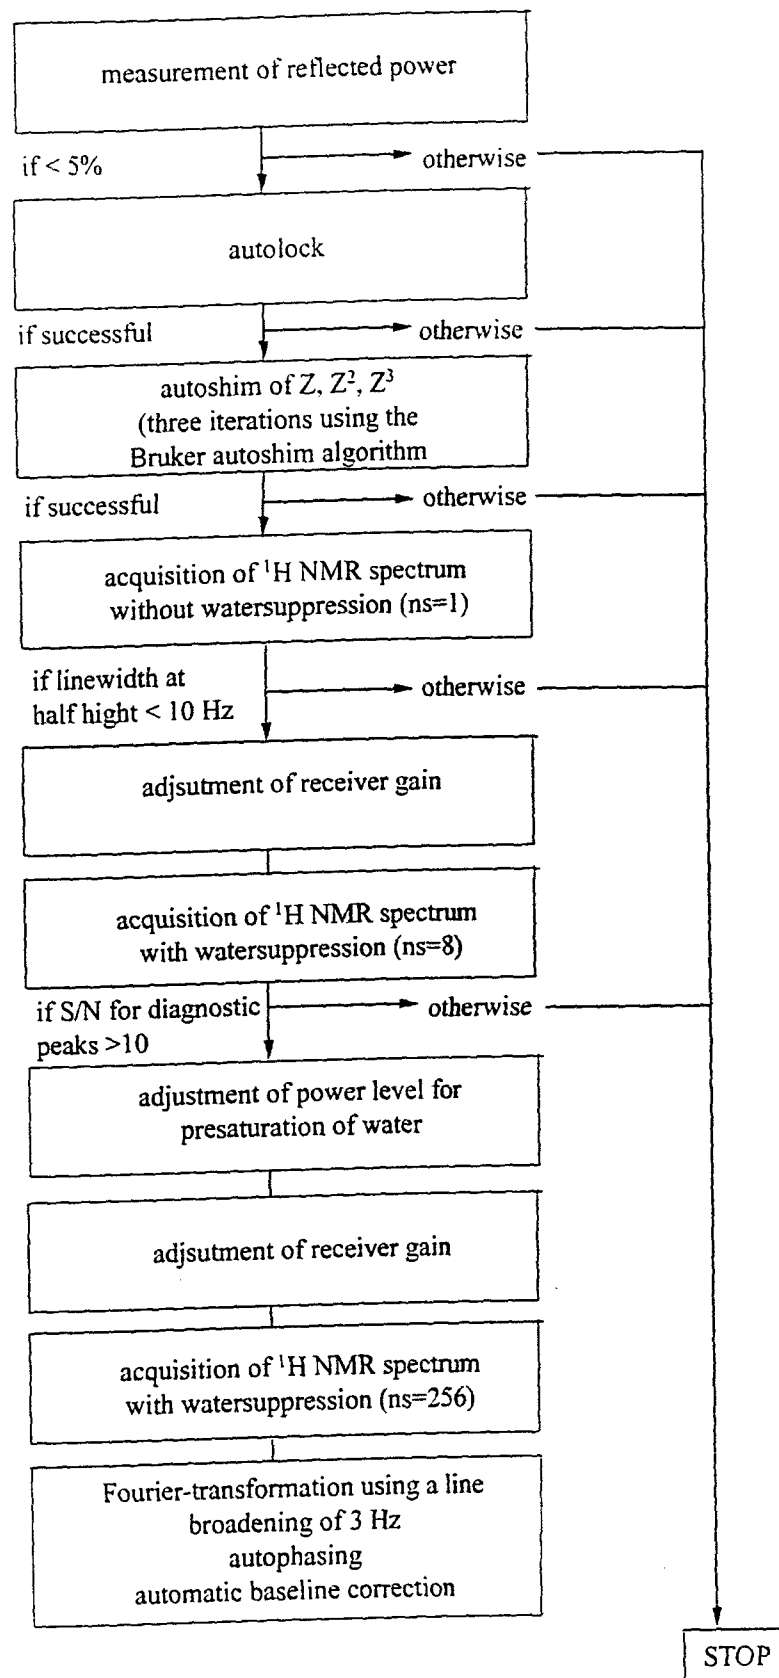 measurement of reflected power
if < 5%
otherwise
autolock
if successful
otherwise
autoshim of Z, Z², Z³
(three iterations using the
Bruker autoshim algorithm
if successful
otherwise
acquisition of ¹H NMR spectrum
without watersuppression (ns=1)
if linewidth at
half hight < 10 Hz
otherwise
adjsutment of receiver gain
acquisition of ¹H NMR spectrum
with watersuppression (ns=8)
if S/N for diagnostic
peaks >10
otherwise
adjustment of power level for
presaturation of water
adjsutment of receiver gain
acquisition of ¹H NMR spectrum
with watersuppression (ns=256)
Fourier-transformation using a line
broadening of 3 Hz
autophasing
automatic baseline correction
STOP